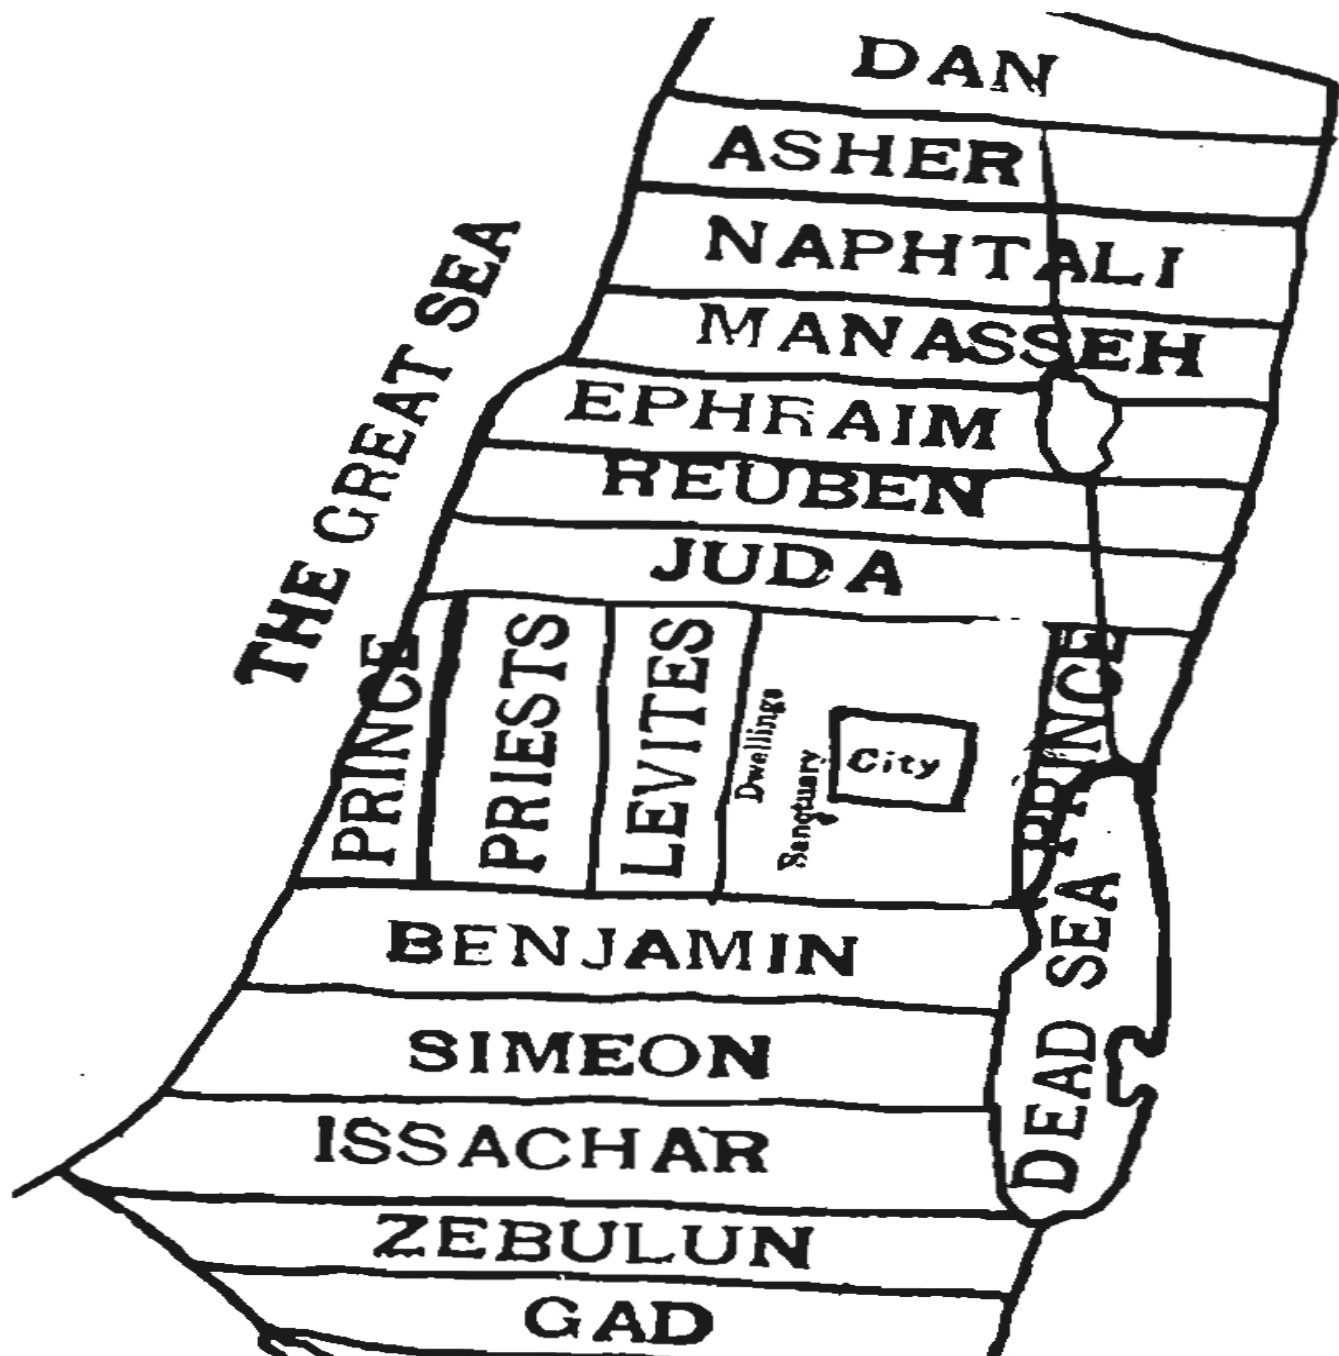 DAN
ASHER
NAPHTALI
MANASSEH
EPHRAIM
REUBEN
JUDA
THE GREAT SEA
PRINCE
PRIESTS
LEVITES
Dwellings
Sanctuary
City
PRINCE
DEAD SEA
BENJAMIN
SIMEON
ISSACHAR
ZEBULUN
GAD